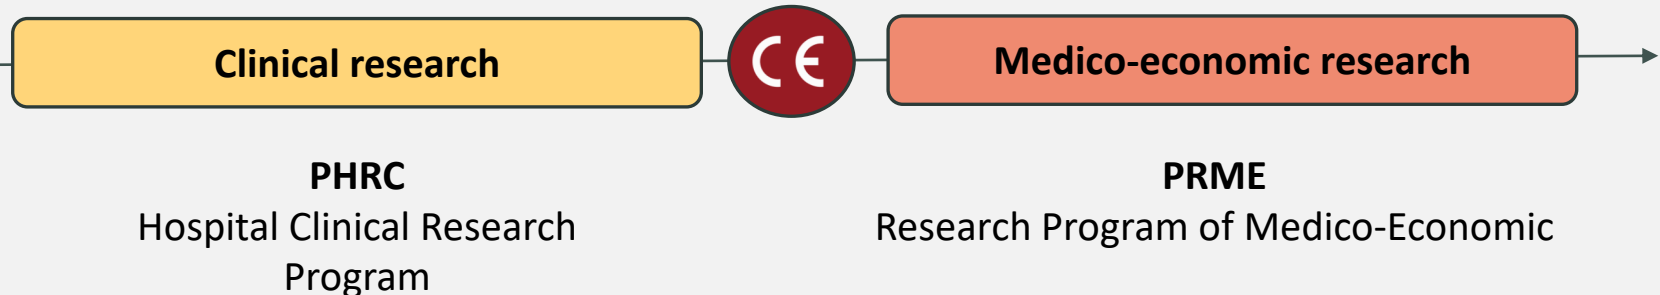 Clinical research
CE
Medico-economic research
PHRC
Hospital Clinical Research
Program
PRME
Research Program of Medico-Economic